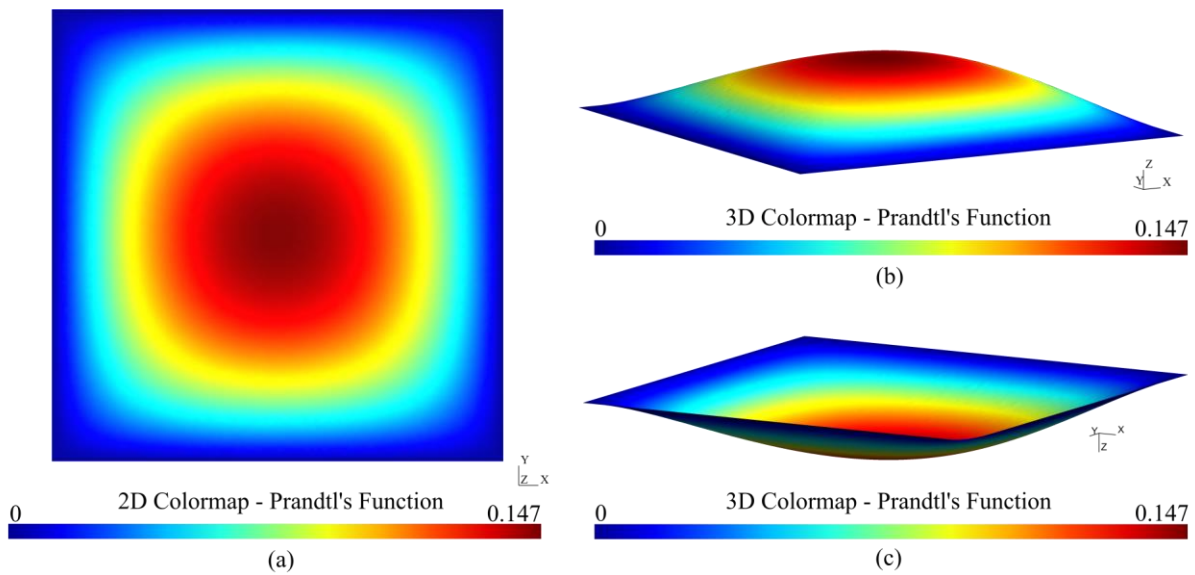 Y
Z X
2D Colormap - Prandtl's Function
0 0.147
(a)
Z
Y X
3D Colormap - Prandtl's Function
0 0.147
(b)
Y X
Z
3D Colormap - Prandtl's Function
0 0.147
(c)